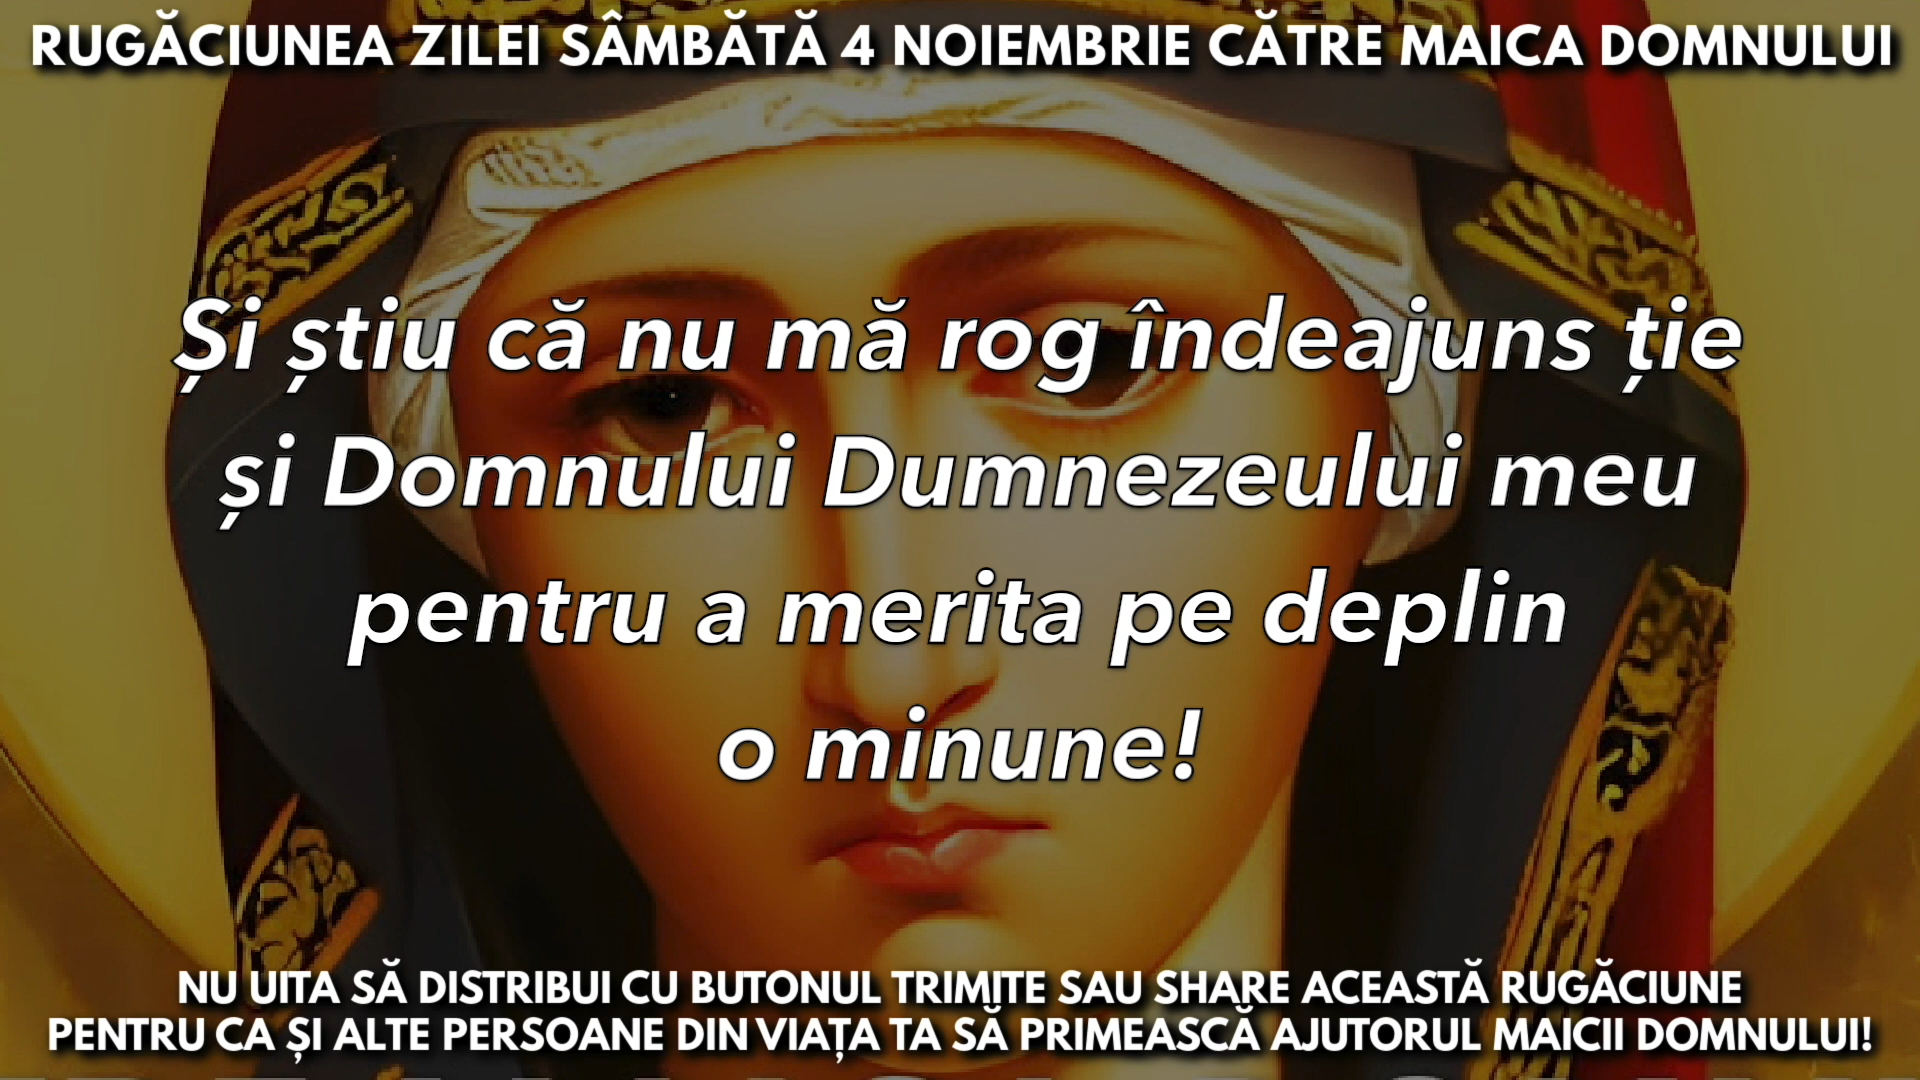 RUGĂCIUNEA ZILEI SÂMBĂTĂ 4 NOIEMBRIE CĂTRE MAICA DOMNULUI
Și știu că nu mă rog îndeajuns ție
și Domnului Dumnezeului meu
pentru a merita pe deplin
o minune!
NU UITA SĂ DISTRIBUI CU BUTONUL TRIMITE SAU SHARE ACEASTĂ RUGĂCIUNE
PENTRU CA ȘI ALTE PERSOANE DIN VIAȚA TA SĂ PRIMEASCĂ AJUTORUL MAICII DOMNULUI!